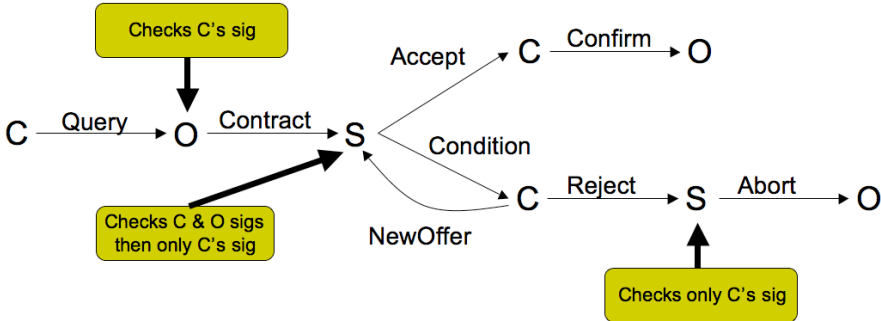 Checks C's sig
Accept
C
Confirm
O
C
Query
O
Contract
S
Condition
Checks C & O sigs
then only C's sig
NewOffer
C
Reject
S
Abort
O
Checks only C's sig